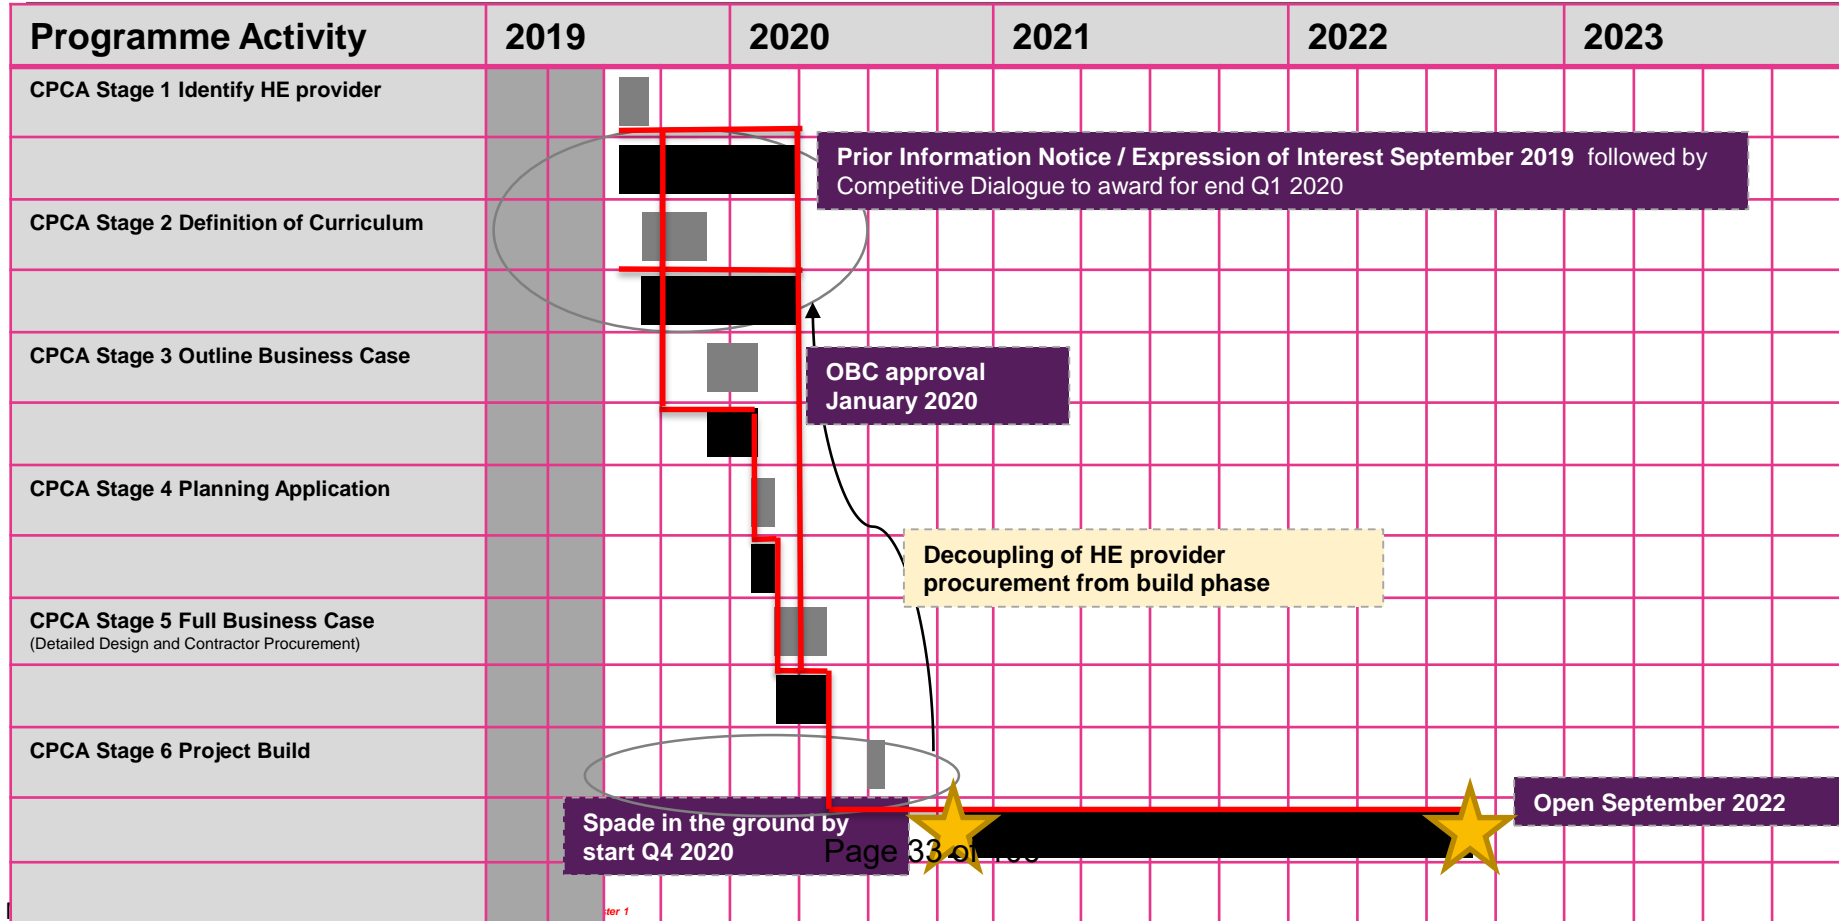 Programme Activity 2019 2020 2021 2022 2023
CPCA Stage 1 Identify HE provider
Prior Information Notice / Expression of Interest September 2019 followed by
Competitive Dialogue to award for end Q1 2020
CPCA Stage 2 Definition of Curriculum
CPCA Stage 3 Outline Business Case
OBC approval
January 2020
CPCA Stage 4 Planning Application
Decoupling of HE provider
procurement from build phase
CPCA Stage 5 Full Business Case
(Detailed Design and Contractor Procurement)
CPCA Stage 6 Project Build
Open September 2022
Spade in the ground by
start Q4 2020
Page 33 of
ter 1